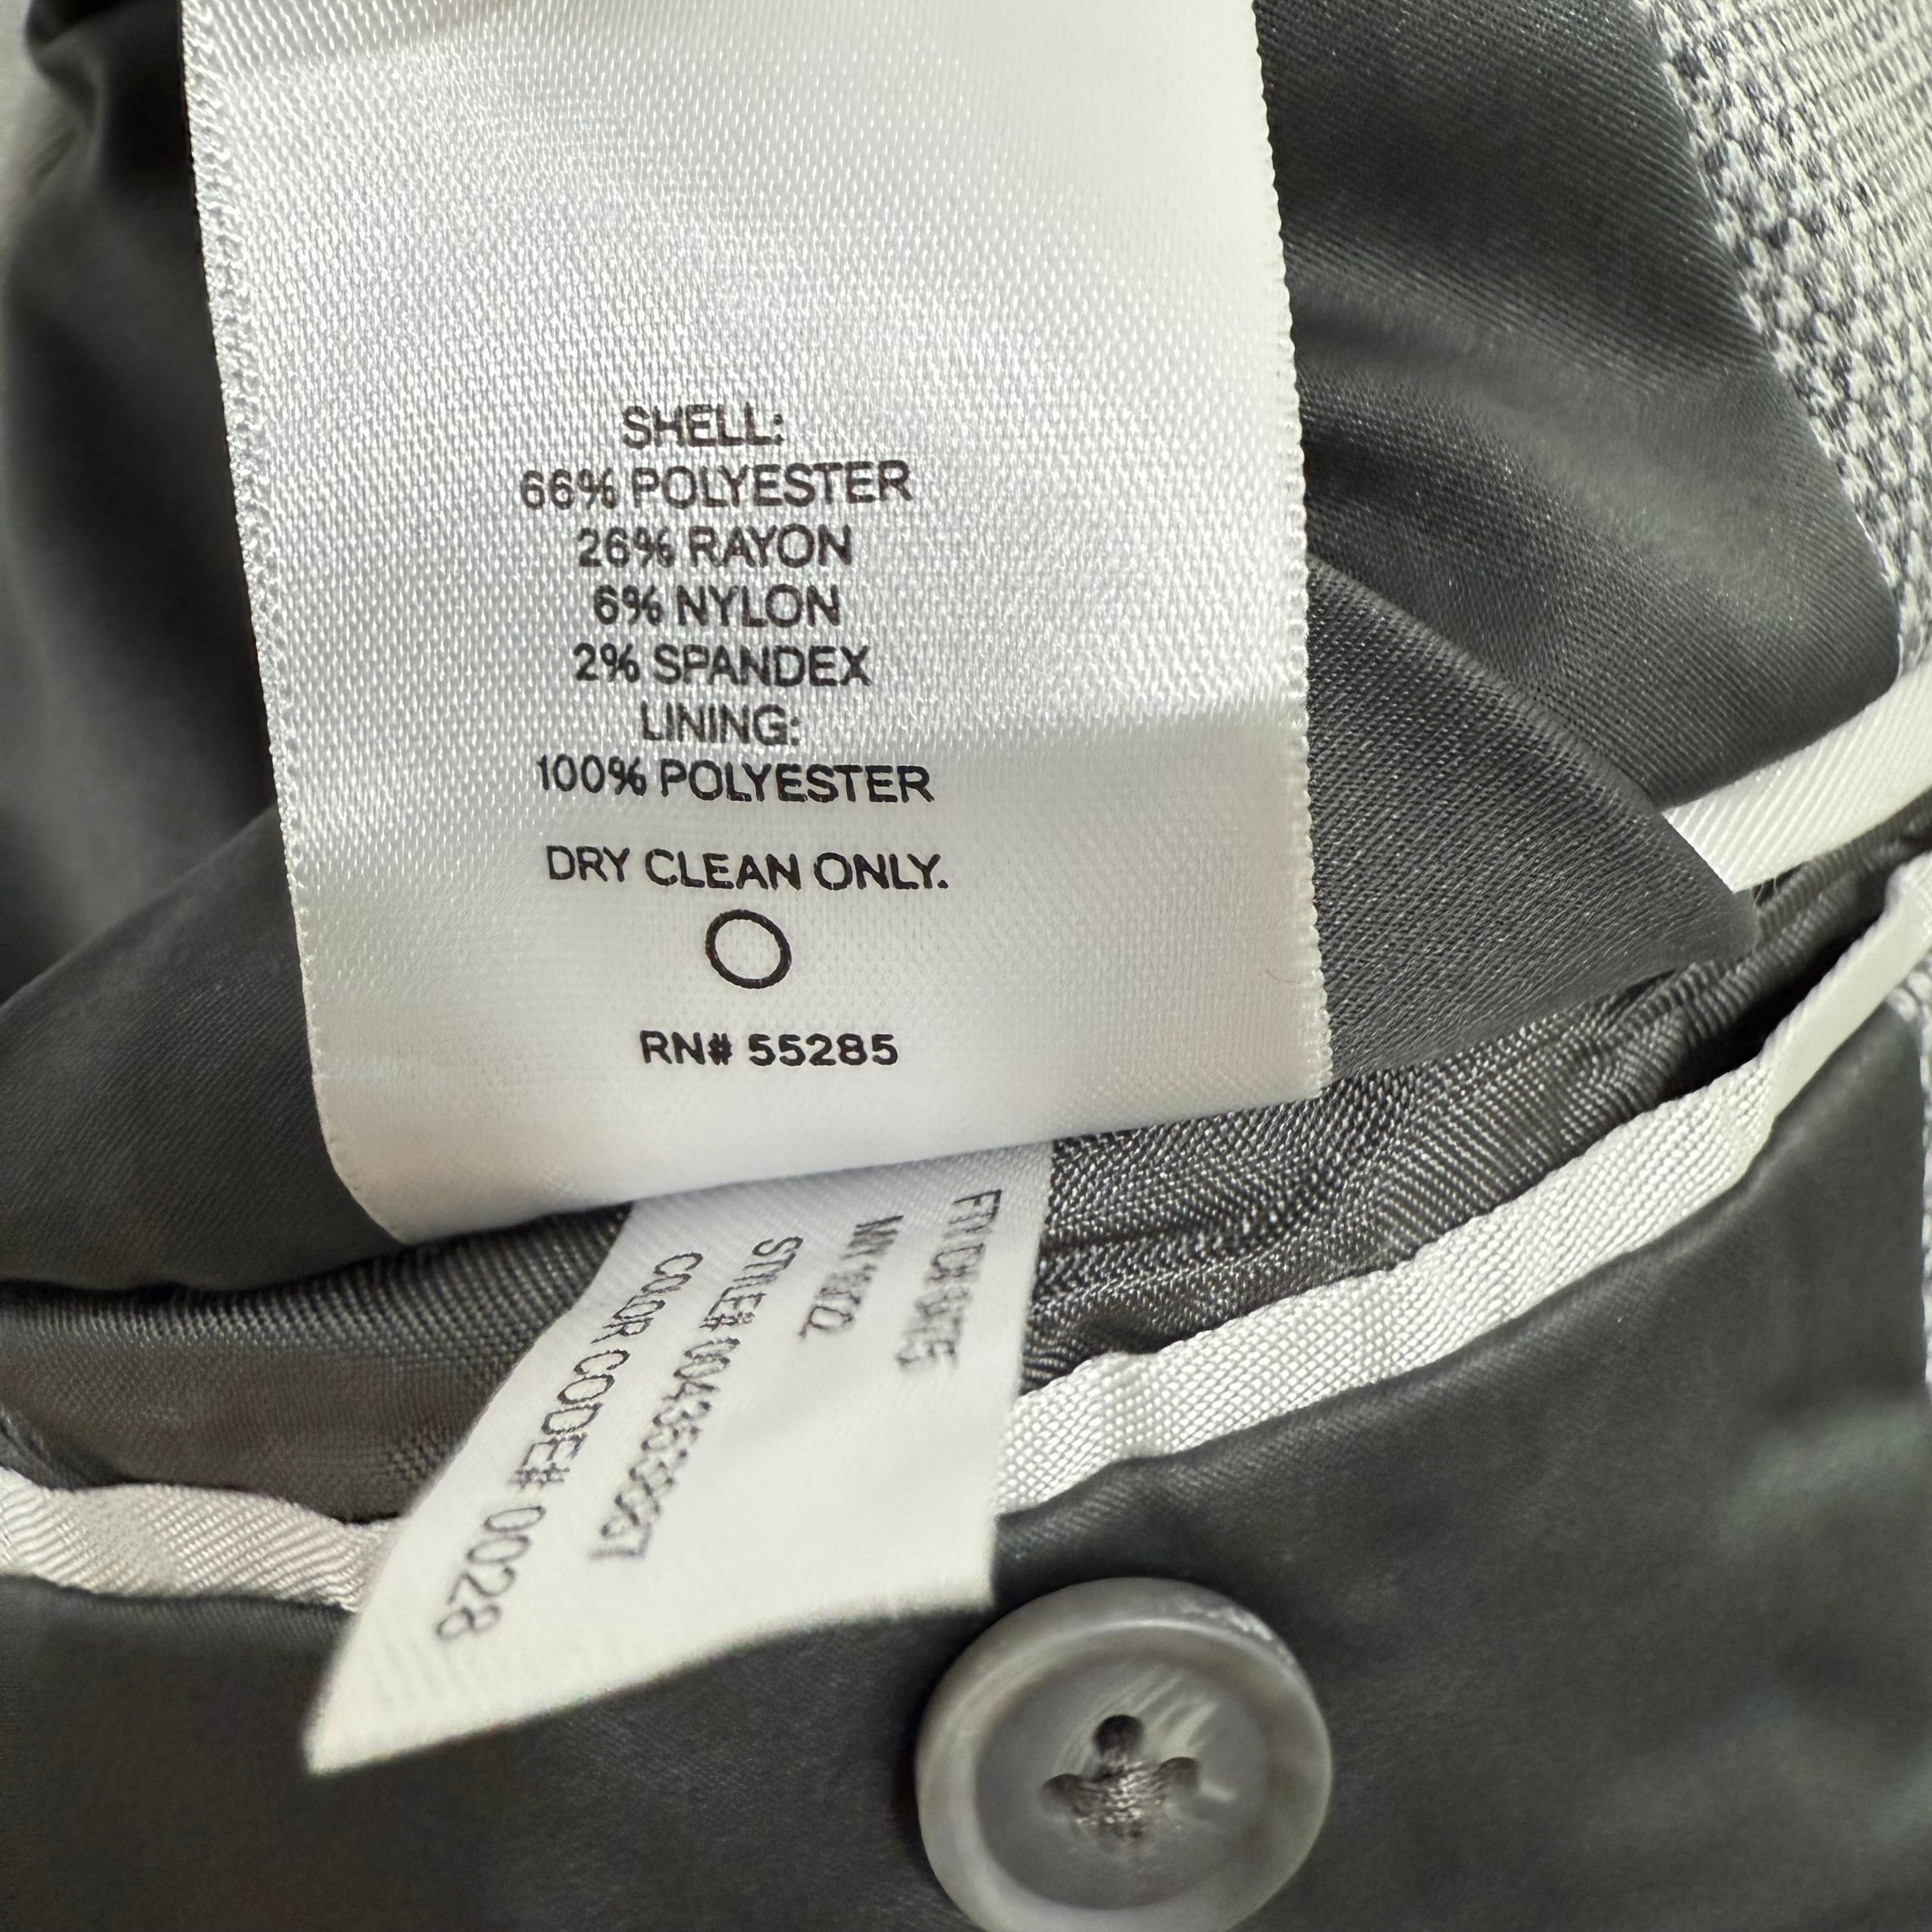 SHELL:
66% POLYESTER
26% RAYON
6% NYLON
2% SPANDEX
LINING:
100% POLYESTER
DRY CLEAN ONLY.
RN# 55285
STYLE#
COLOR CODE# 0028